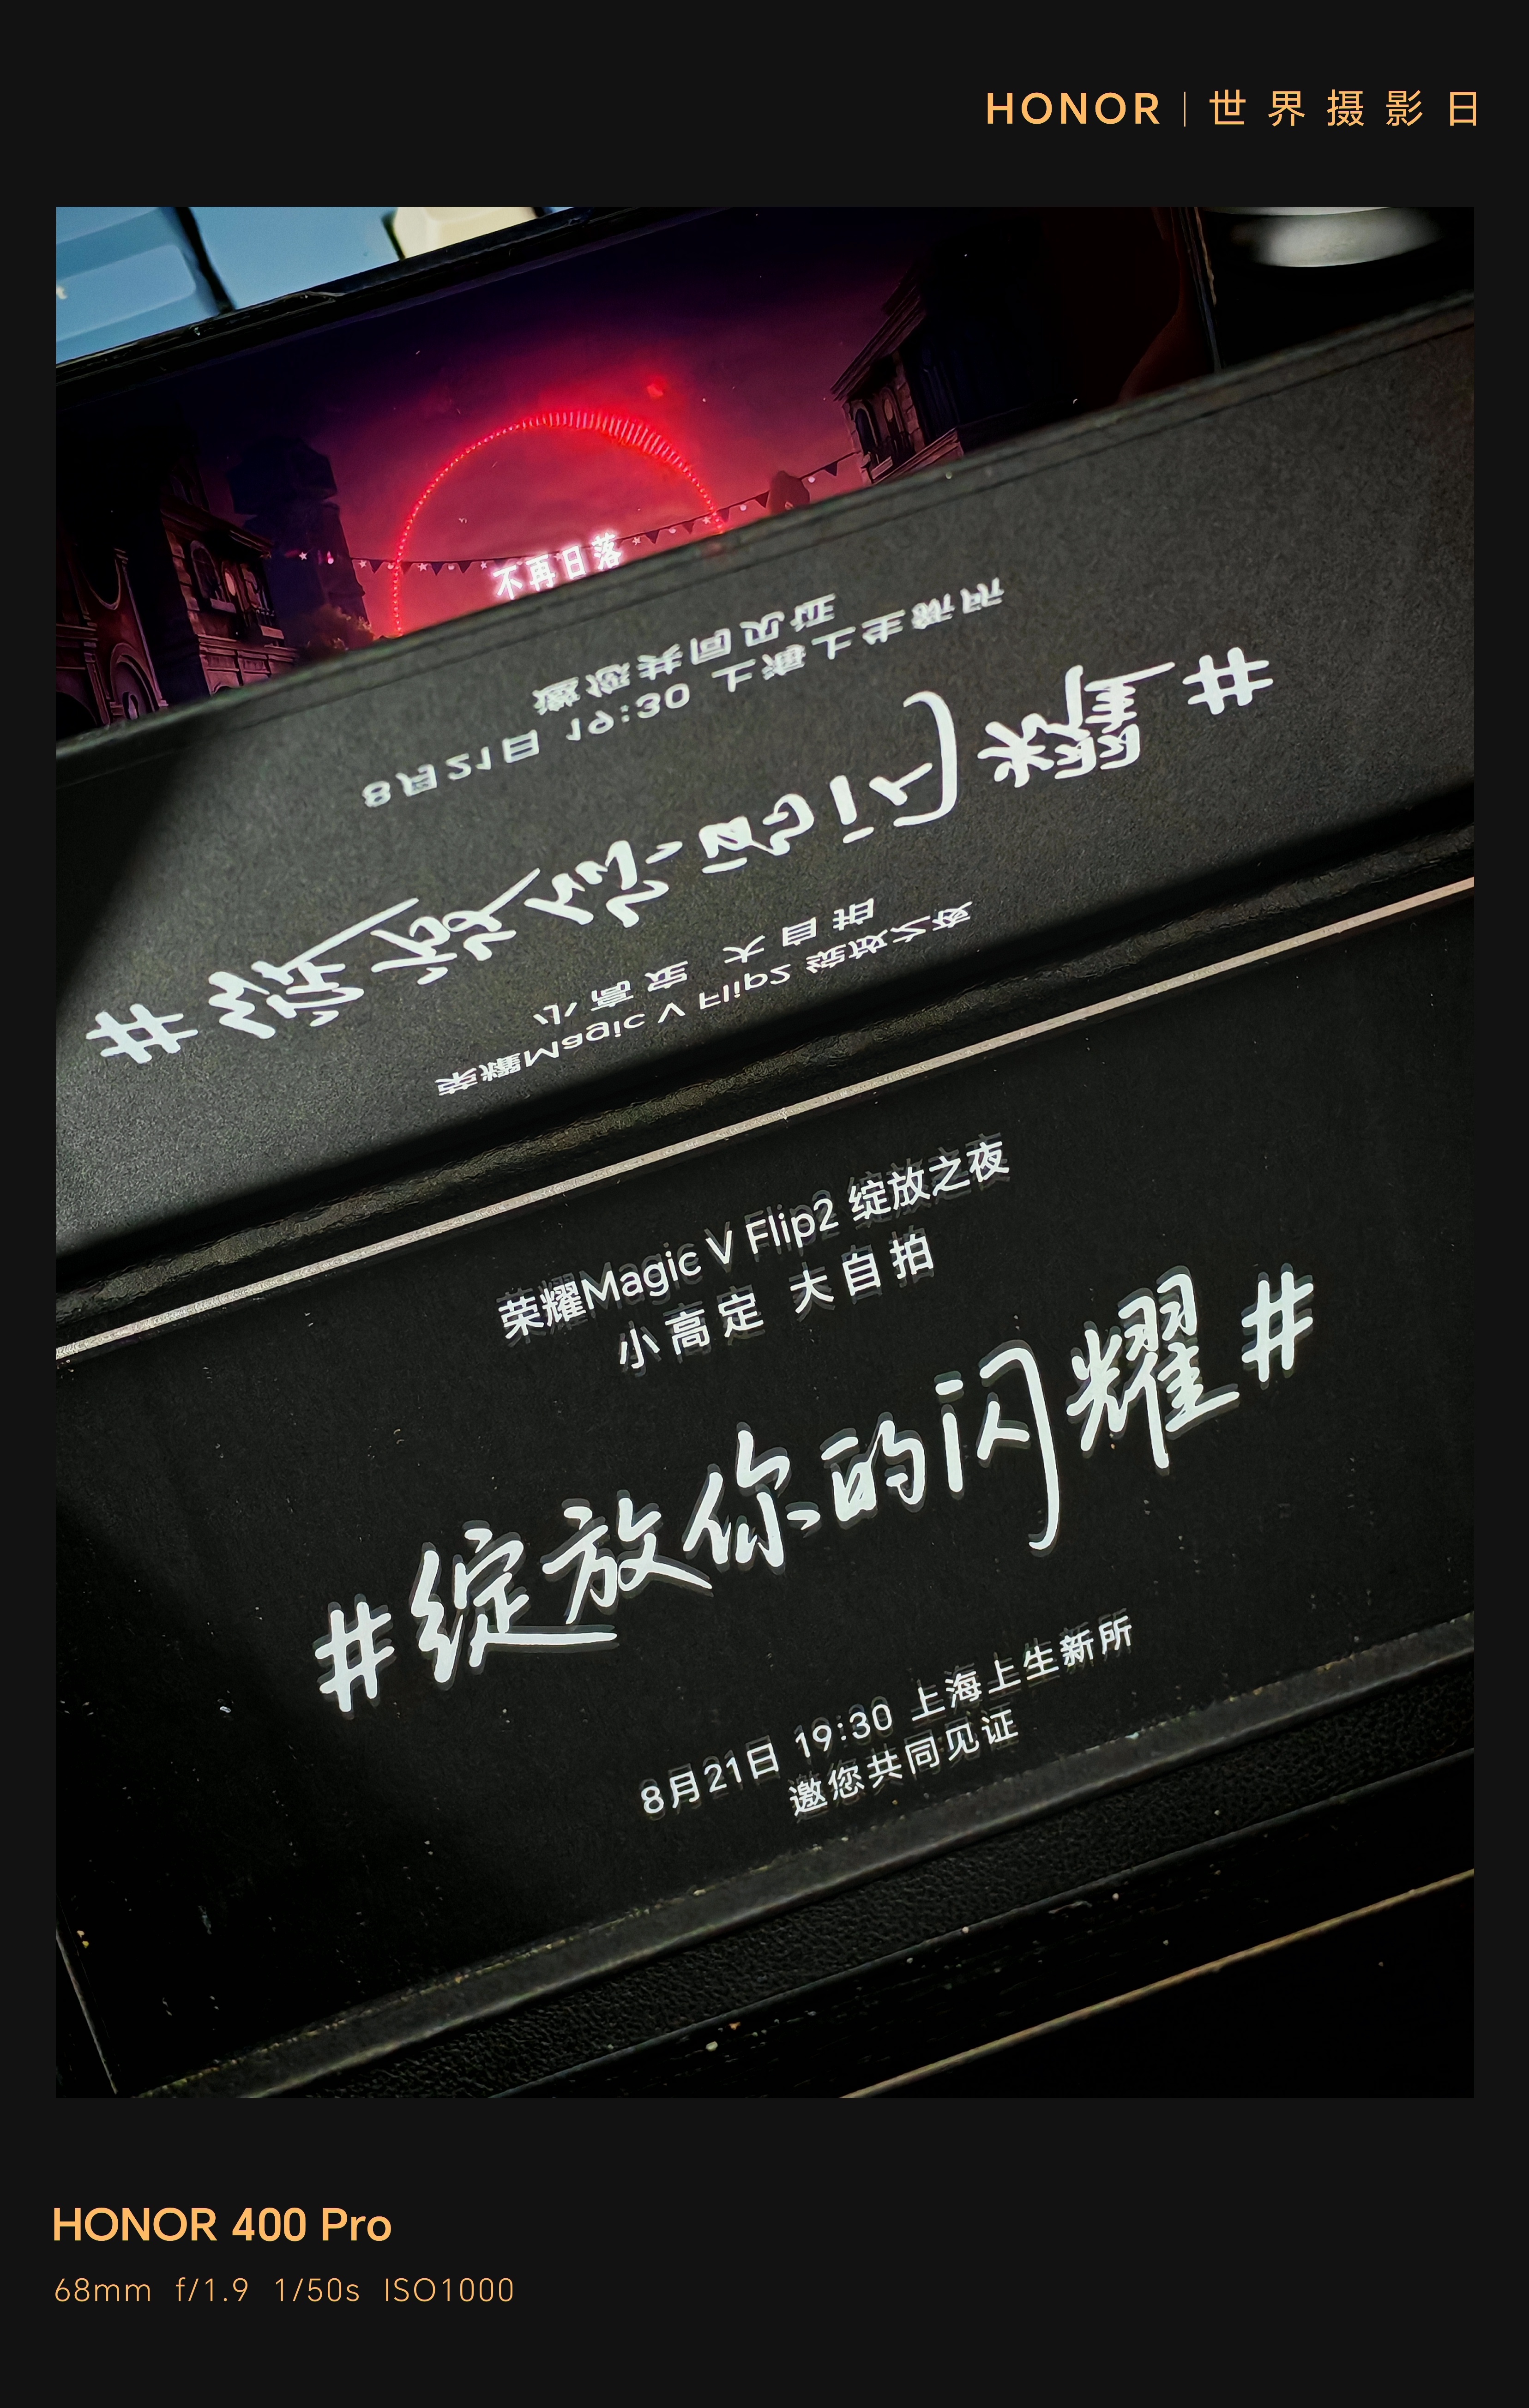 HONOR | 世界摄影日
不再日落
邀您共同见证
8月21日 19:30 上海上生新所
#绽放你的闪耀#
小高定 大自拍
荣耀Magic V Flip2 绽放之夜
荣耀Magic V Flip2 绽放之夜
小高定 大自拍
#绽放你的闪耀#
8月21日 19:30 上海上生新所
邀您共同见证
HONOR 400 Pro
68mm f/1.9 1/50s ISO1000